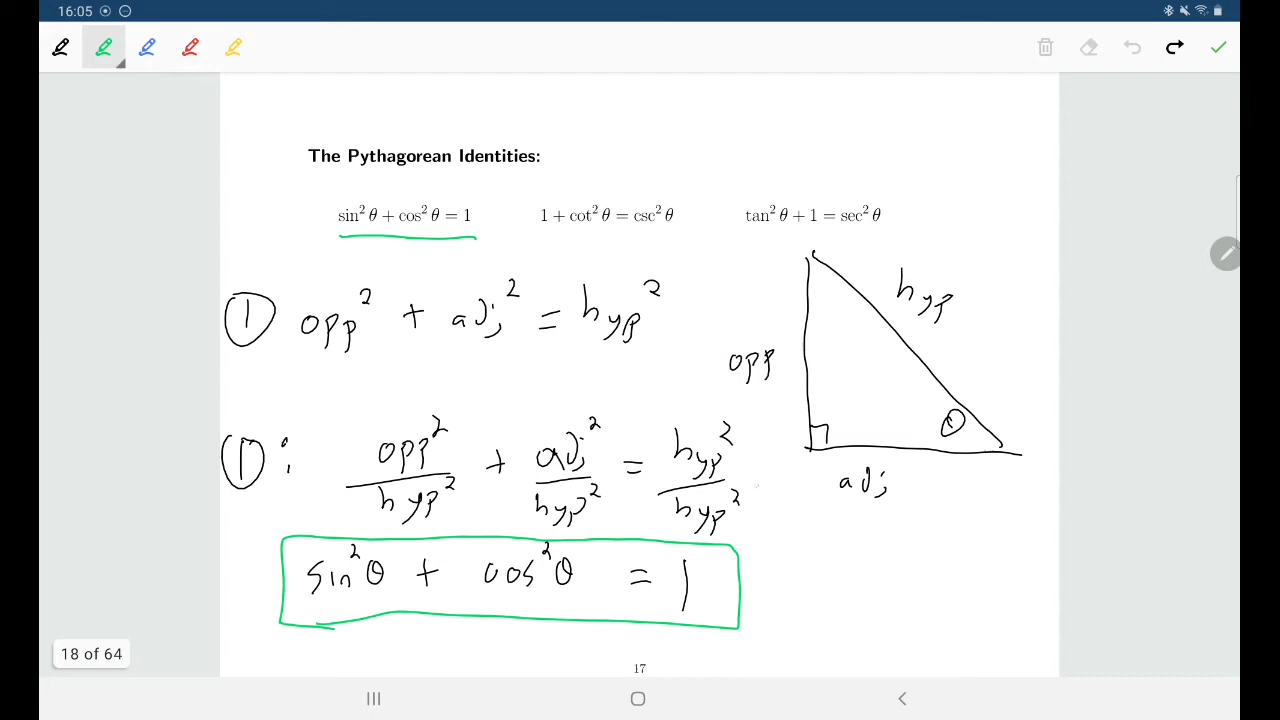 16:05
The Pythagorean Identities:
sin² θ + cos² θ = 1 1 + cot² θ = csc² θ tan² θ + 1 = sec² θ
① opp² + adj² = hyp²
hyp
opp
θ
adj
①: opp²/hyp² + adj²/hyp² = hyp²/hyp²
sin²θ + cos²θ = 1
18 of 64
17